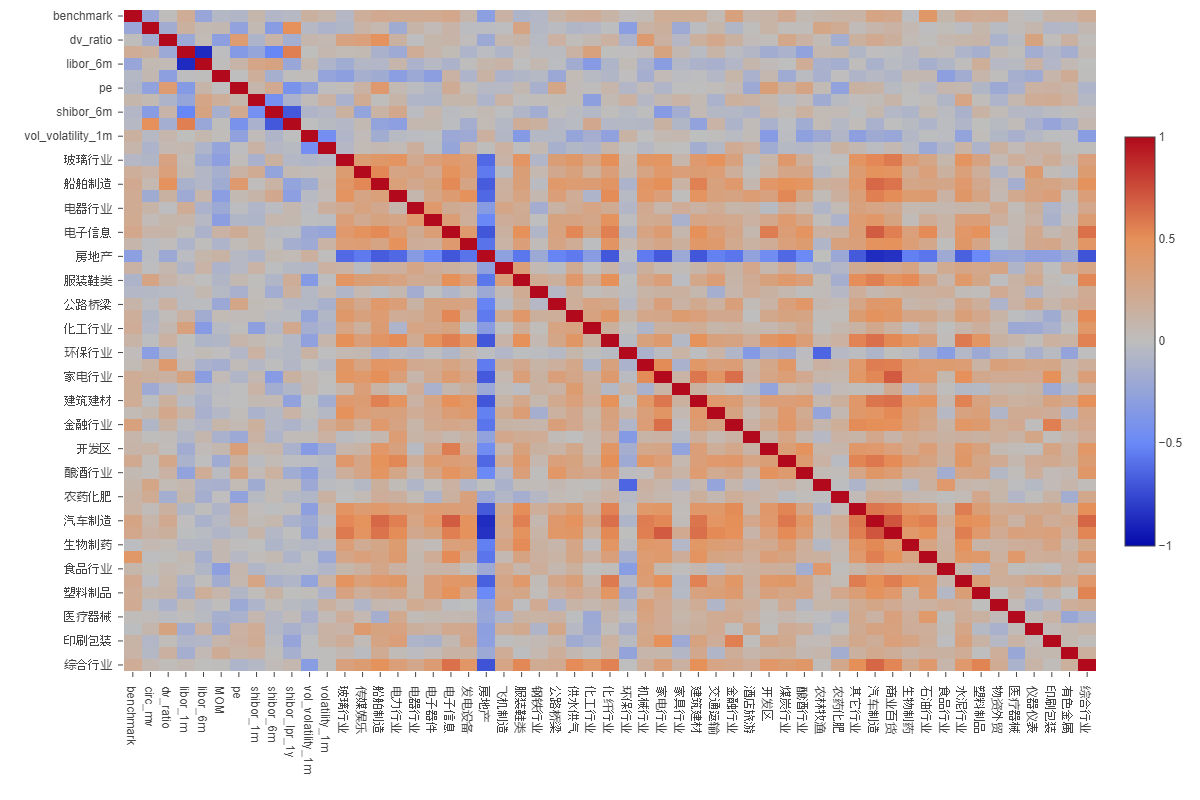 benchmark
dv_ratio
libor_6m
pe
shibor_6m
vol_volatility_1m
玻璃行业
船舶制造
电器行业
电子信息
房地产
服装鞋类
公路桥梁
化工行业
环保行业
家电行业
建筑建材
金融行业
开发区
酿酒行业
农药化肥
汽车制造
生物制药
食品行业
塑料制品
医疗器械
印刷包装
综合行业
benchmark
circ_mv
dv_ratio
libor_1m
libor_6m
MOM
pe
shibor_1m
shibor_6m
shibor_lpr_1y
vol_volatility_1m
volatility_1m
玻璃行业
传媒娱乐
船舶制造
电力行业
电器行业
电子器件
电子信息
发电设备
房地产
飞机制造
服装鞋类
钢铁行业
公路桥梁
供水供气
化工行业
化纤行业
环保行业
机械行业
家电行业
家具行业
建筑建材
交通运输
金融行业
酒店旅游
开发区
煤炭行业
酿酒行业
农林牧渔
农药化肥
其它行业
汽车制造
商业百货
生物制药
石油行业
食品行业
水泥行业
塑料制品
物资外贸
医疗器械
仪器仪表
印刷包装
有色金属
综合行业
1
0.5
0
−0.5
−1